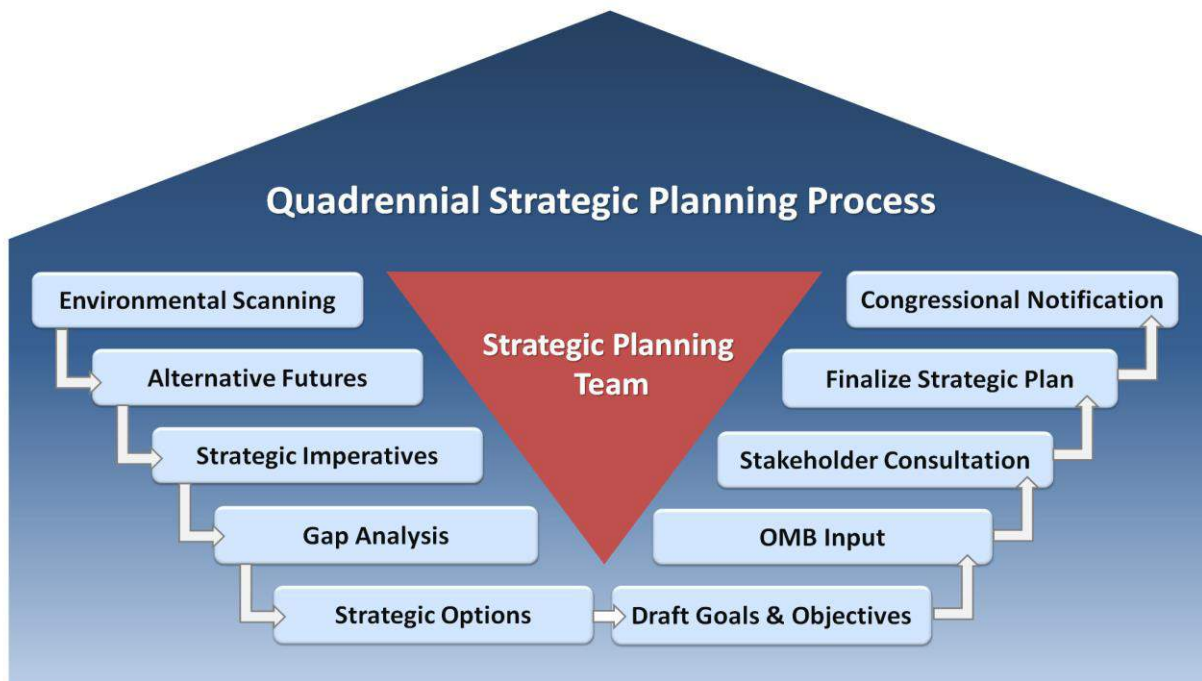 Quadrennial Strategic Planning Process
Environmental Scanning
Alternative Futures
Strategic Imperatives
Gap Analysis
Strategic Options
Strategic Planning
Team
Draft Goals & Objectives
OMB Input
Stakeholder Consultation
Finalize Strategic Plan
Congressional Notification